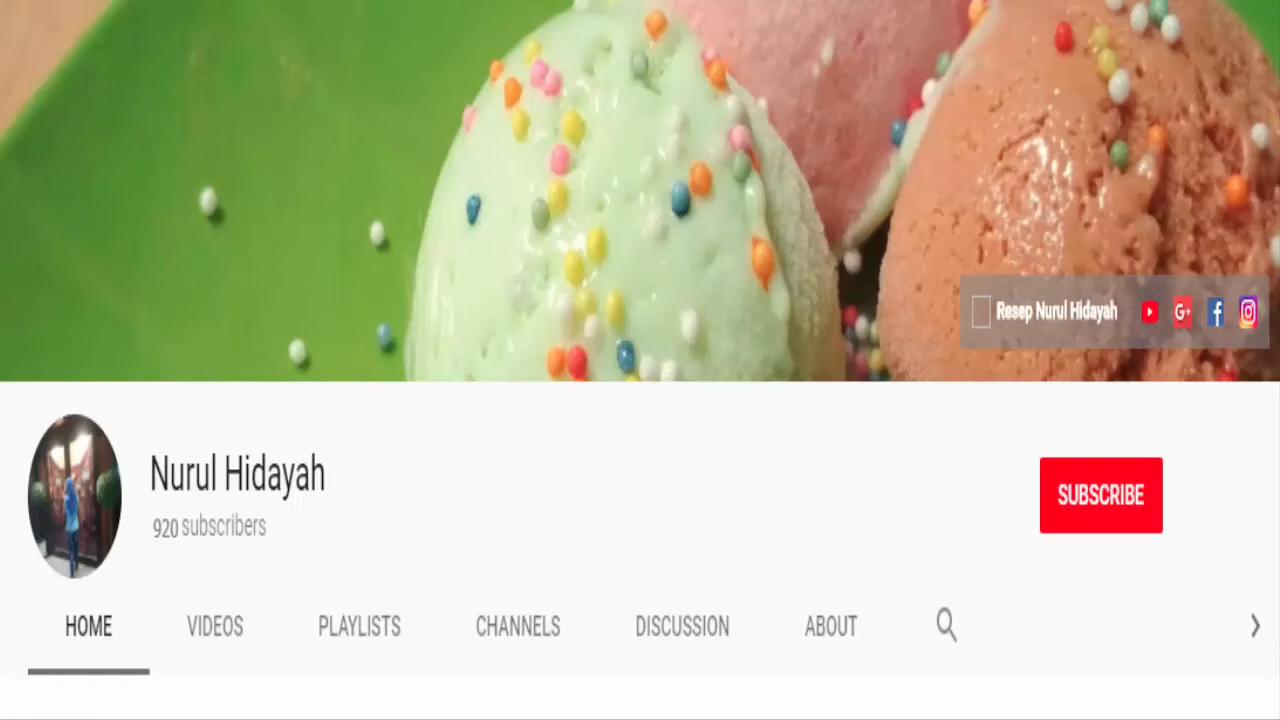 Resep Nurul Hidayah
Nurul Hidayah
920 subscribers
SUBSCRIBE
HOME VIDEOS PLAYLISTS CHANNELS DISCUSSION ABOUT